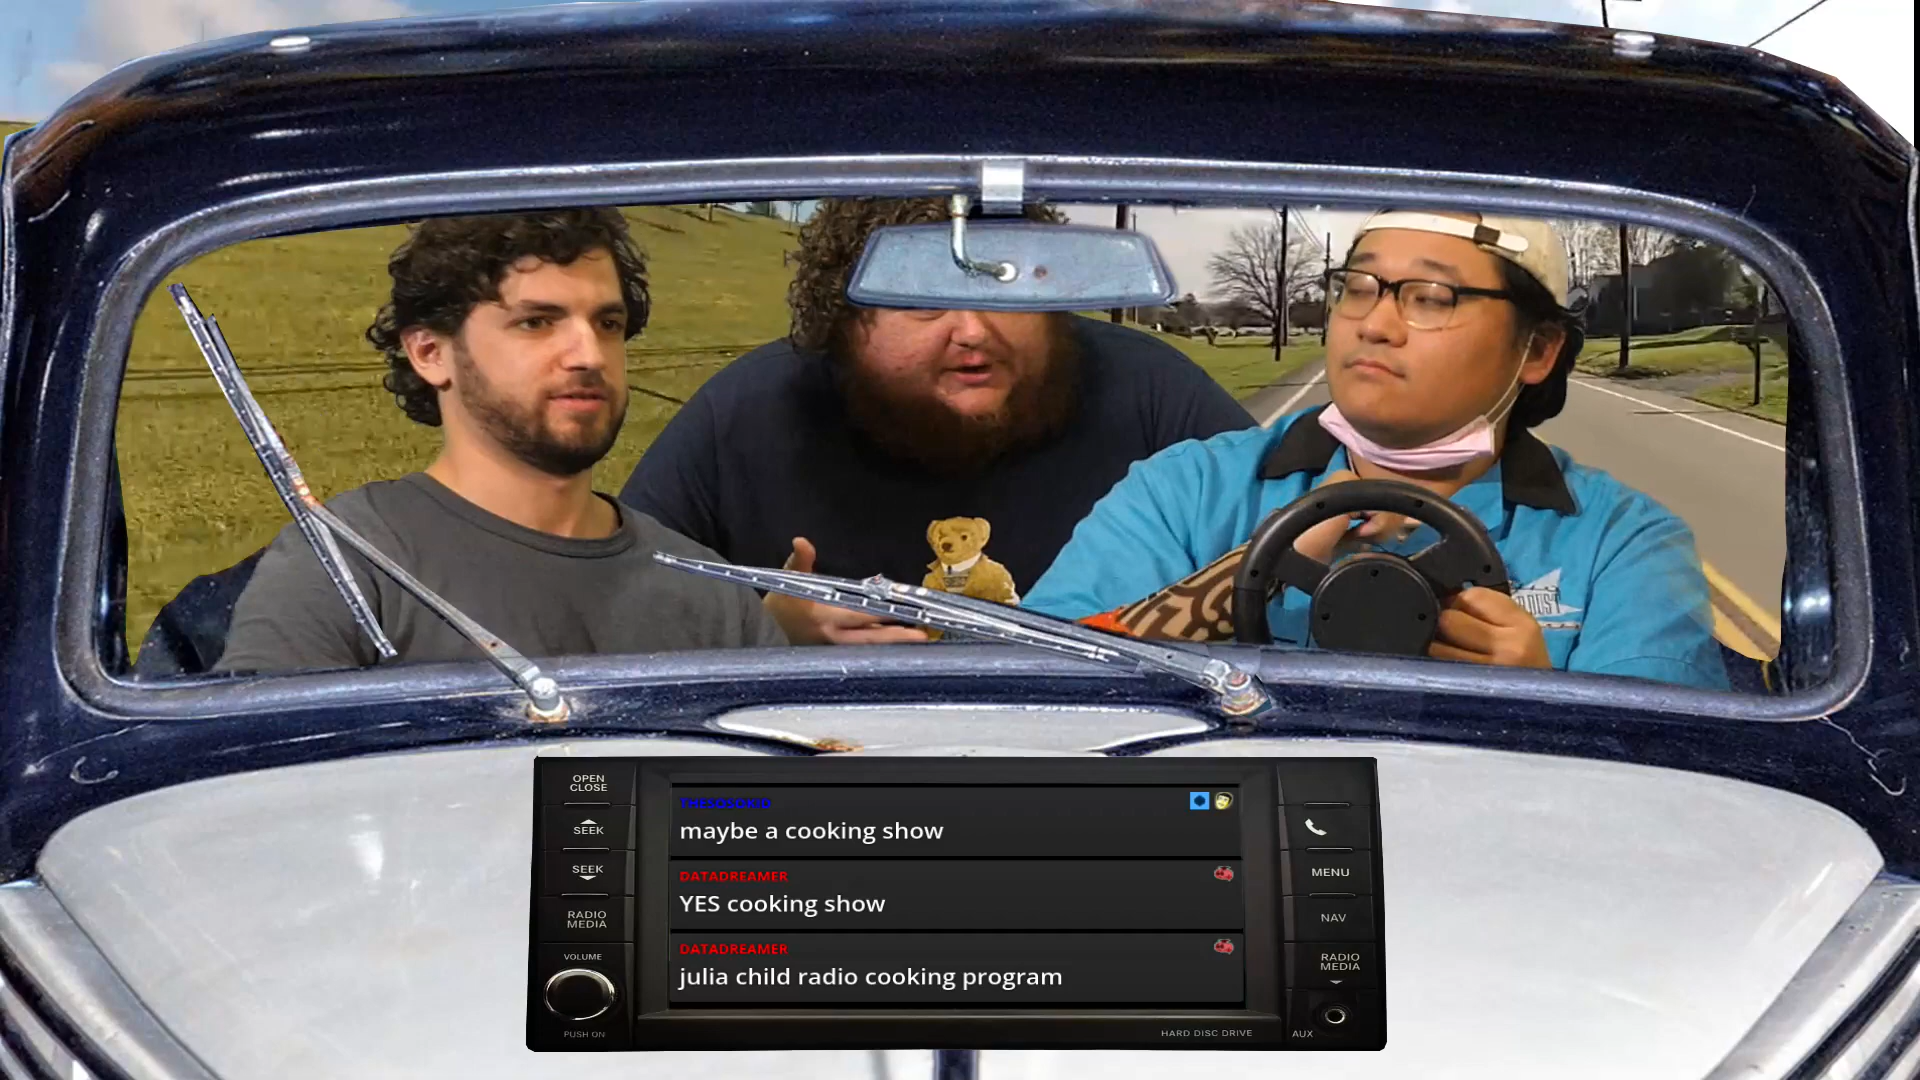 OPEN
CLOSE
SEEK
SEEK
RADIO
MEDIA
VOLUME
PUSH ON
THESOSOKID
maybe a cooking show
DATADREAMER
YES cooking show
DATADREAMER
julia child radio cooking program
HARD DISC DRIVE
MENU
NAV
RADIO
MEDIA
AUX